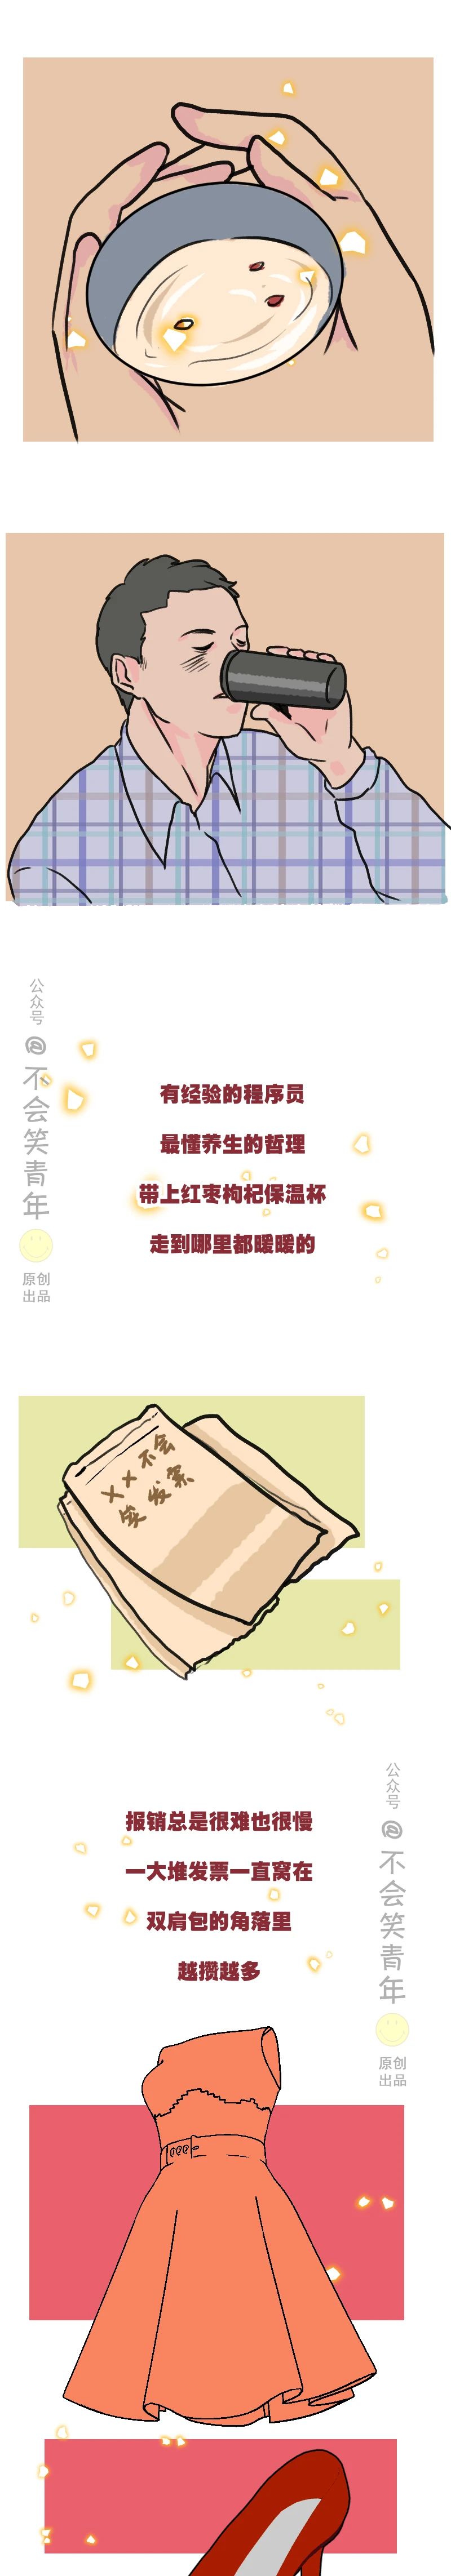 公众号
@不会笑青年
原创
出品
有经验的程序员
最懂养生的哲理
带上红枣枸杞保温杯
走到哪里都暖暖的
XX不会
笑发票
报销总是很难也很慢
一大堆发票一直窝在
双肩包的角落里
越攒越多
公众号
@不会笑青年
原创
出品